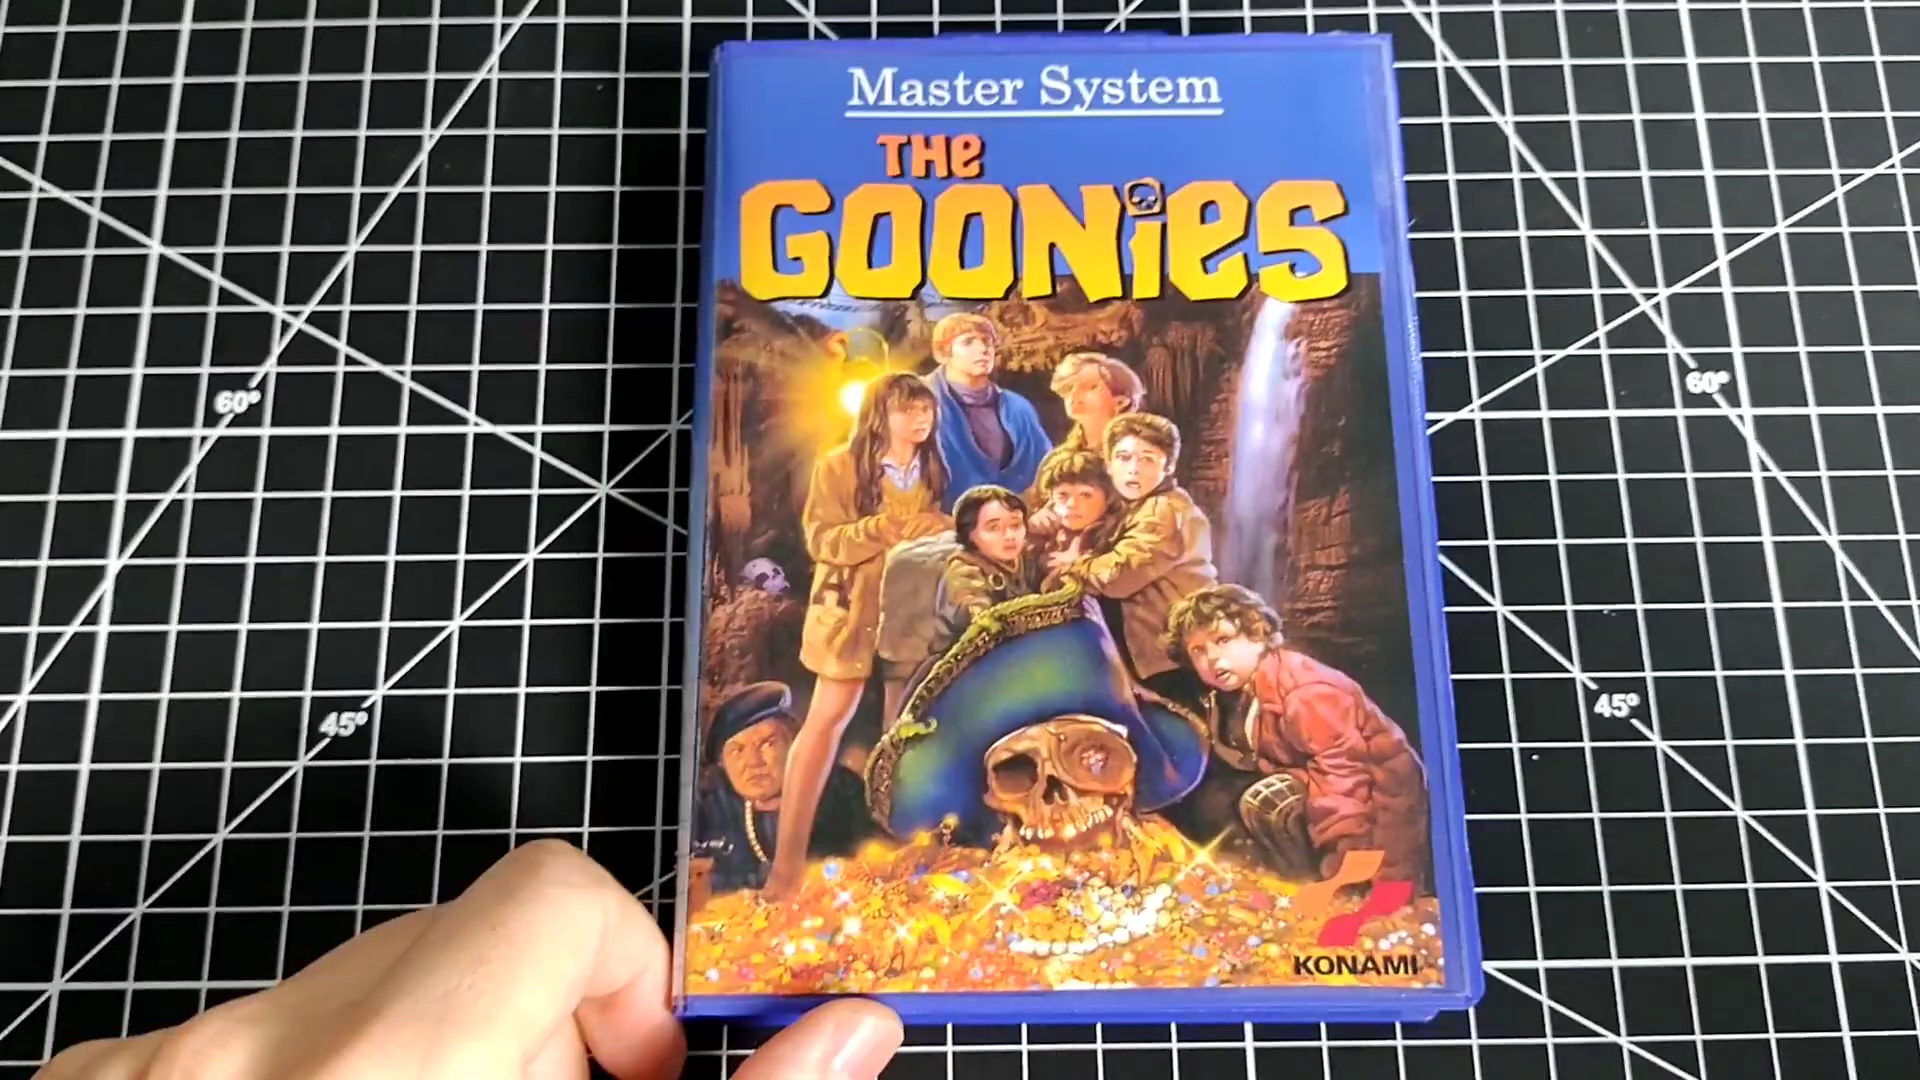 Master System
THE
GOONiES
60°
60°
45°
45°
A
KONAMI